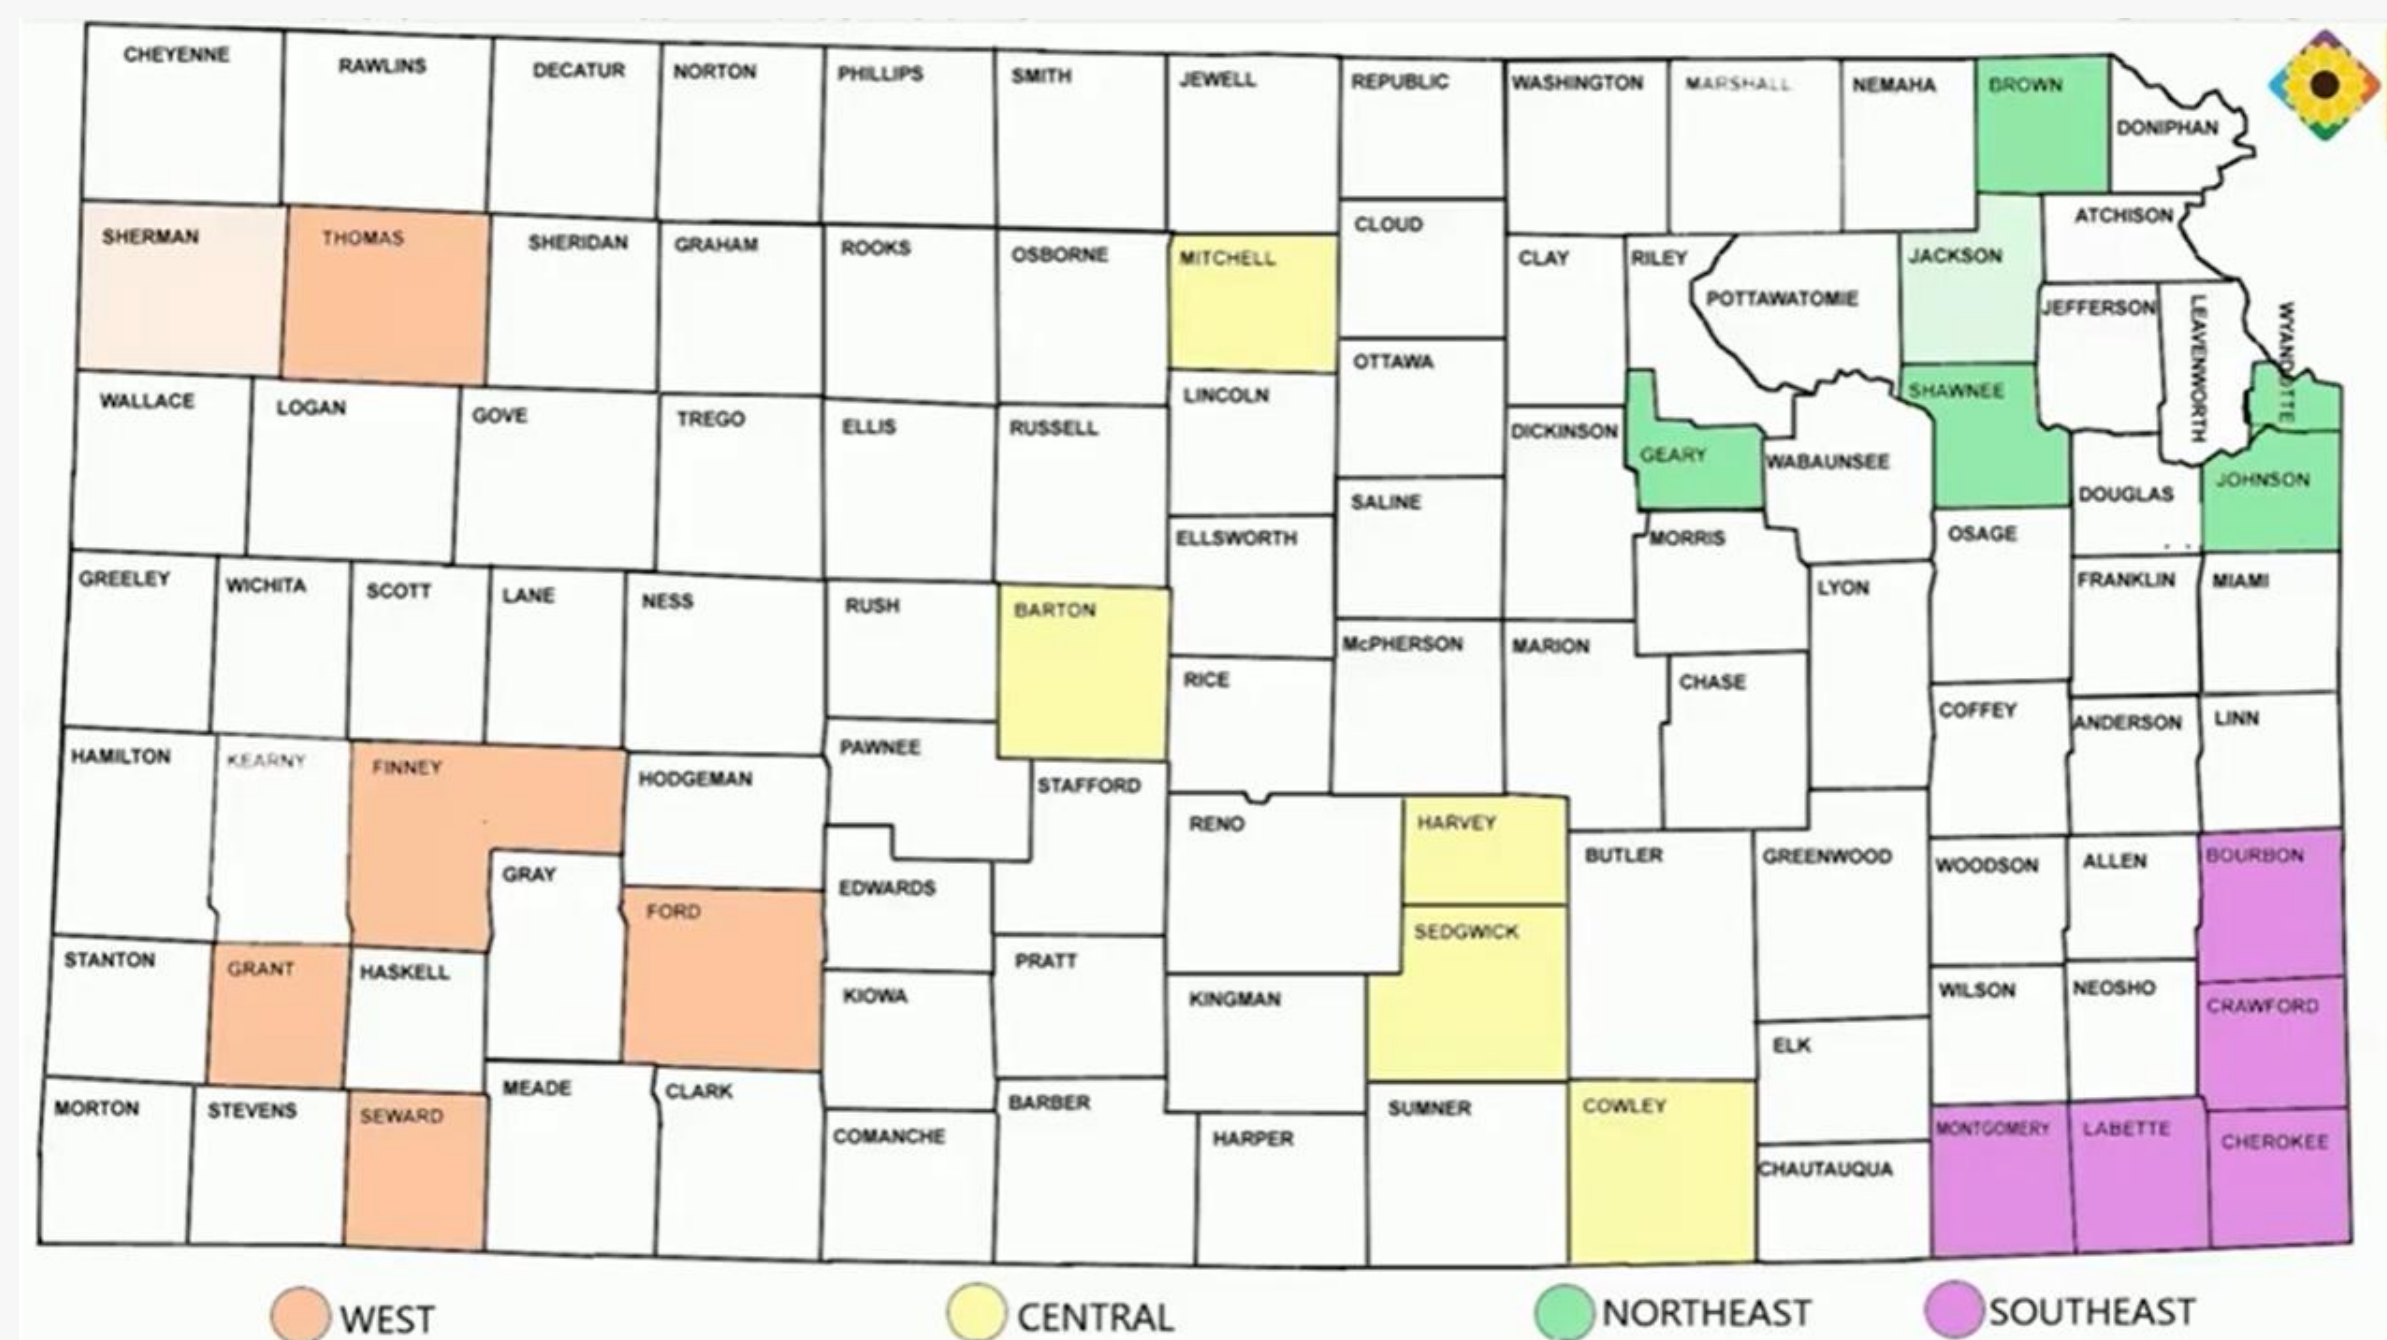 CHEYENNE
RAWLINS
DECATUR
NORTON
PHILLIPS
SMITH
JEWELL
REPUBLIC
WASHINGTON
MARSHALL
NEMAHA
BROWN
DONIPHAN
SHERMAN
THOMAS
SHERIDAN
GRAHAM
ROOKS
OSBORNE
MITCHELL
CLOUD
CLAY
RILEY
POTTAWATOMIE
JACKSON
ATCHISON
JEFFERSON
LEAVENWORTH
WYANDOTTE
WALLACE
LOGAN
GOVE
TREGO
ELLIS
RUSSELL
LINCOLN
OTTAWA
DICKINSON
GEARY
WABAUNSEE
SHAWNEE
DOUGLAS
JOHNSON
SALINE
ELLSWORTH
MORRIS
OSAGE
GREELEY
WICHITA
SCOTT
LANE
NESS
RUSH
BARTON
RICE
McPHERSON
MARION
CHASE
LYON
FRANKLIN
MIAMI
COFFEY
ANDERSON
LINN
HAMILTON
KEARNY
FINNEY
HODGEMAN
PAWNEE
STAFFORD
RENO
HARVEY
BUTLER
GREENWOOD
WOODSON
ALLEN
BOURBON
GRAY
FORD
EDWARDS
SEDGWICK
STANTON
GRANT
HASKELL
KIOWA
PRATT
KINGMAN
ELK
WILSON
NEOSHO
CRAWFORD
MORTON
STEVENS
SEWARD
MEADE
CLARK
COMANCHE
BARBER
HARPER
SUMNER
COWLEY
CHAUTAUQUA
MONTGOMERY
LABETTE
CHEROKEE
WEST
CENTRAL
NORTHEAST
SOUTHEAST